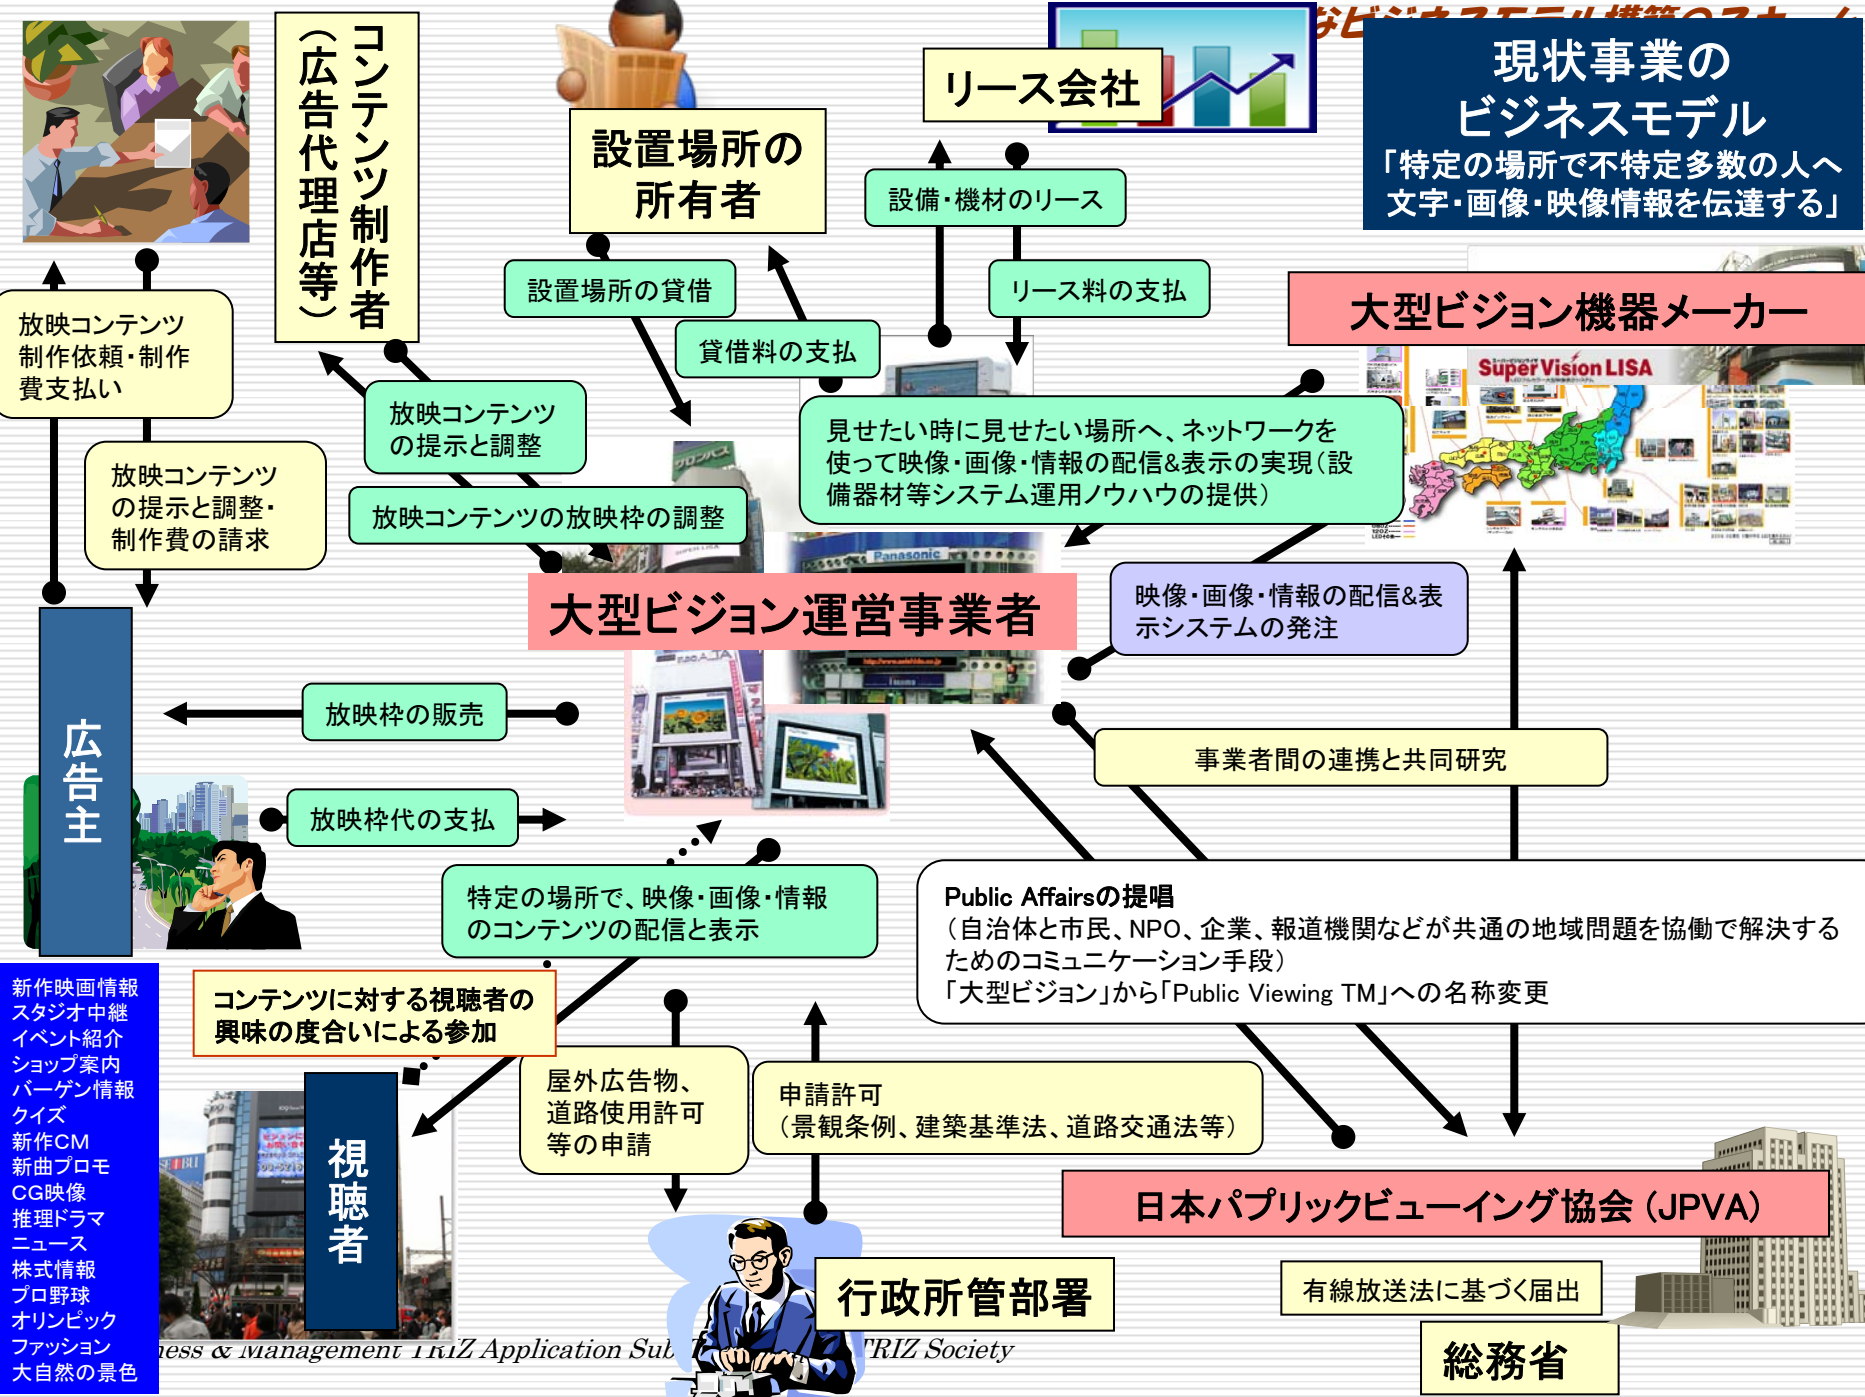 現状事業の
ビジネスモデル
「特定の場所で不特定多数の人へ
文字・画像・映像情報を伝達する」
コンテンツ制作者
（広告代理店等）
設置場所の
所有者
リース会社
設備・機材のリース
リース料の支払
設置場所の貸借
貸借料の支払
大型ビジョン機器メーカー
Super Vision LISA
放映コンテンツ
制作依頼・制作
費支払い
放映コンテンツ
の提示と調整・
制作費の請求
放映コンテンツ
の提示と調整
放映コンテンツの放映枠の調整
見せたい時に見せたい場所へ、ネットワークを
使って映像・画像・情報の配信&表示の実現（設
備器材等システム運用ノウハウの提供）
Panasonic
大型ビジョン運営事業者
映像・画像・情報の配信&表
示システムの発注
広告主
放映枠の販売
放映枠代の支払
事業者間の連携と共同研究
特定の場所で、映像・画像・情報
のコンテンツの配信と表示
Public Affairsの提唱
（自治体と市民、NPO、企業、報道機関などが共通の地域問題を協働で解決する
ためのコミュニケーション手段）
「大型ビジョン」から「Public Viewing TM」への名称変更
コンテンツに対する視聴者の
興味の度合いによる参加
新作映画情報
スタジオ中継
イベント紹介
ショップ案内
バーゲン情報
クイズ
新作CM
新曲プロモ
CG映像
推理ドラマ
ニュース
株式情報
プロ野球
オリンピック
ファッション
大自然の景色
視聴者
屋外広告物、
道路使用許可
等の申請
申請許可
（景観条例、建築基準法、道路交通法等）
日本パブリックビューイング協会 (JPVA)
行政所管部署
有線放送法に基づく届出
総務省
& Management TRIZ Application Sub
TRIZ Society